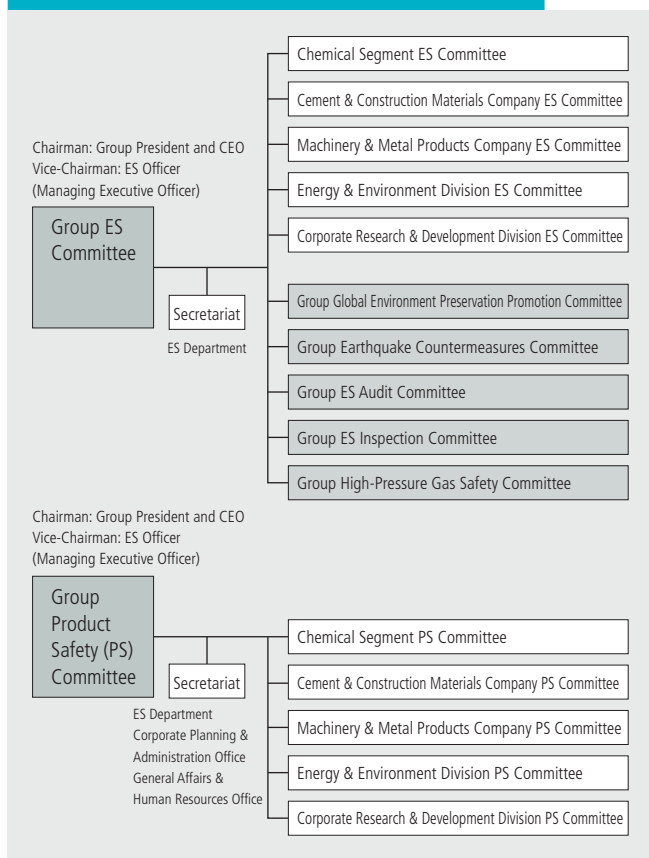 Chairman: Group President and CEO
Vice-Chairman: ES Officer
(Managing Executive Officer)
Group ES
Committee
Secretariat
ES Department
Chemical Segment ES Committee
Cement & Construction Materials Company ES Committee
Machinery & Metal Products Company ES Committee
Energy & Environment Division ES Committee
Corporate Research & Development Division ES Committee
Group Global Environment Preservation Promotion Committee
Group Earthquake Countermeasures Committee
Group ES Audit Committee
Group ES Inspection Committee
Group High-Pressure Gas Safety Committee
Chairman: Group President and CEO
Vice-Chairman: ES Officer
(Managing Executive Officer)
Group
Product
Safety (PS)
Committee
Secretariat
ES Department
Corporate Planning &
Administration Office
General Affairs &
Human Resources Office
Chemical Segment PS Committee
Cement & Construction Materials Company PS Committee
Machinery & Metal Products Company PS Committee
Energy & Environment Division PS Committee
Corporate Research & Development Division PS Committee